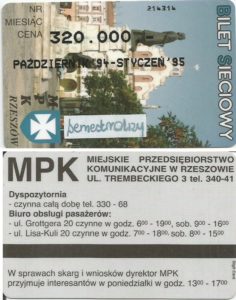 NR
214314
MIESIĄC
CENA
320.000
PAŹDZIERNIK'94-STYCZEŃ'95
BILET SIECIOWY
MPK
RZESZÓW
semestralny
MPK
MIEJSKIE PRZEDSIĘBIORSTWO
KOMUNIKACYJNE W RZESZOWIE
UL. TREMBECKIEGO 3 tel. 340-41
Dyspozytornia
- czynna całą dobę tel. 330 - 68
Biuro obsługi pasażerów:
- ul. Grottgera 20 czynne w godz. 6⁰⁰ - 19⁰⁰, sob. 9⁰⁰ - 16⁰⁰
- ul. Lisa-Kuli 20 czynne w godz. 7⁰⁰ - 18⁰⁰, sob. 8⁰⁰ - 15⁰⁰
W sprawach skarg i wniosków dyrektor MPK
przyjmuje interesantów w poniedziałki w godz. 13⁰⁰ - 17⁰⁰